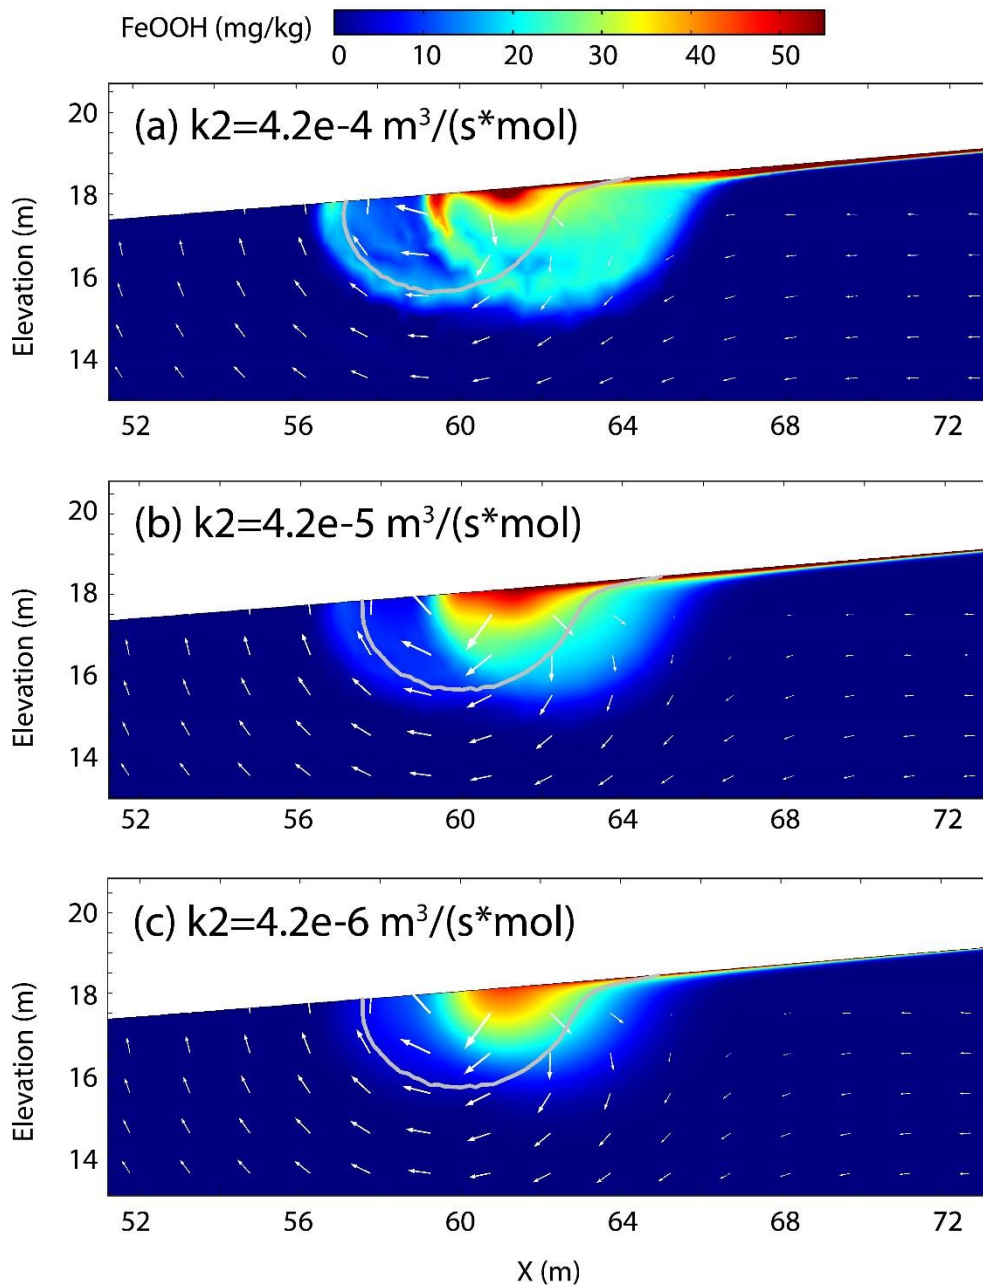 FeOOH (mg/kg)
0 10 20 30 40 50
(a) k2=4.2e-4 m³/(s*mol)
Elevation (m)
20
18
16
14
52 56 60 64 68 72
(b) k2=4.2e-5 m³/(s*mol)
Elevation (m)
20
18
16
14
52 56 60 64 68 72
(c) k2=4.2e-6 m³/(s*mol)
Elevation (m)
20
18
16
14
52 56 60 64 68 72
X (m)